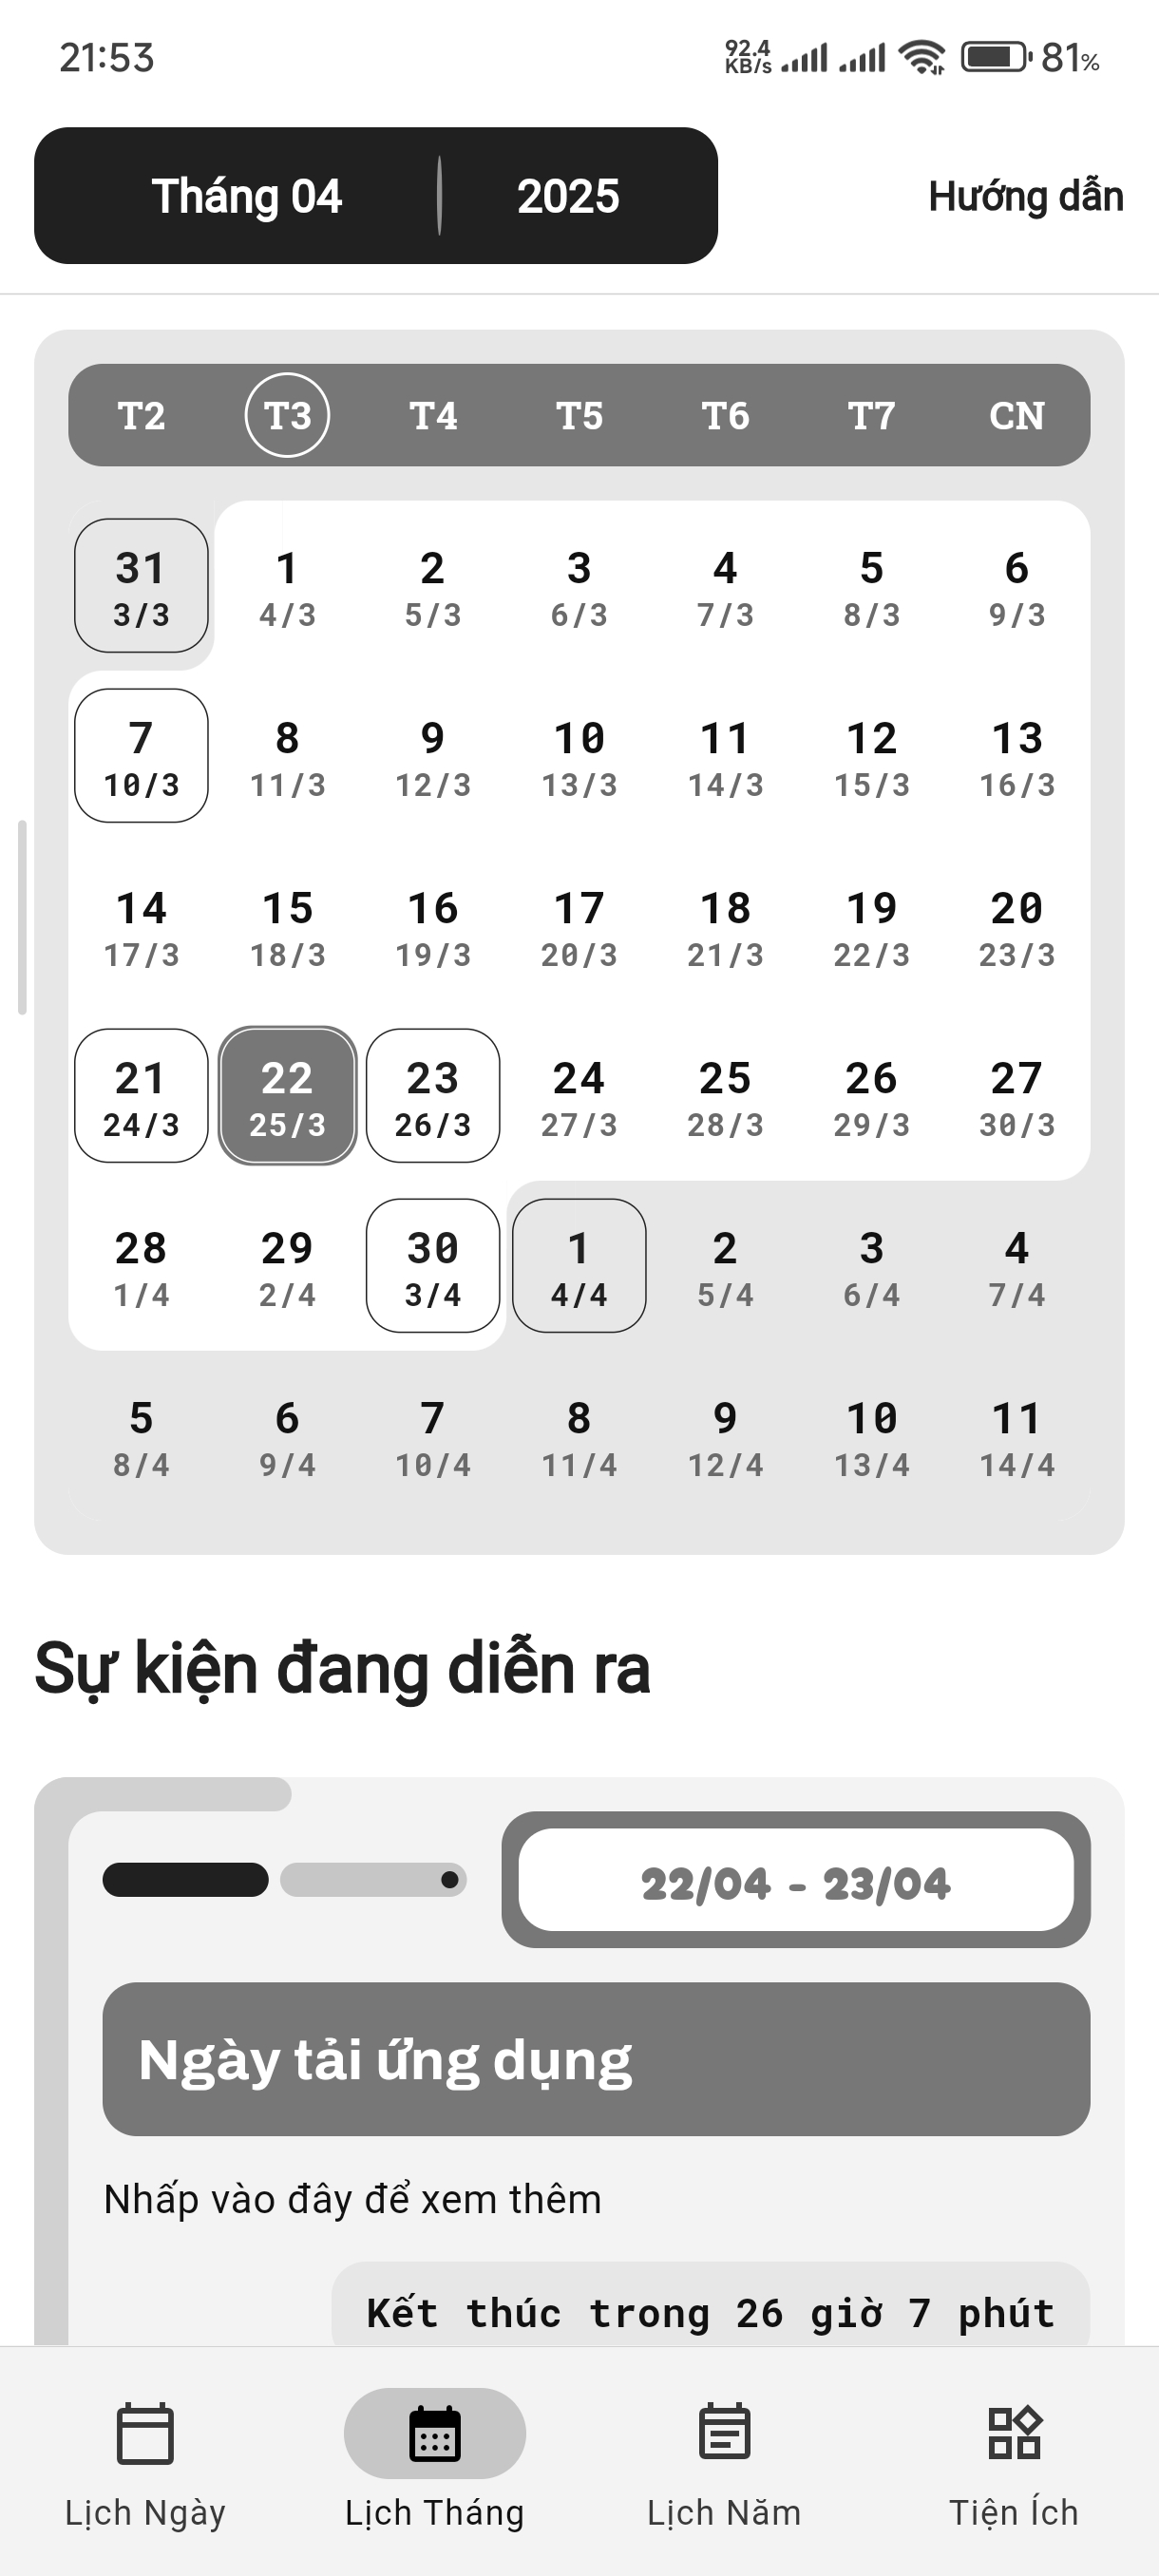 21:53 92.4 KB/s 81%
Tháng 04 2025 Hướng dẫn
T2 T3 T4 T5 T6 T7 CN
31 1 2 3 4 5 6
3/3 4/3 5/3 6/3 7/3 8/3 9/3
7 8 9 10 11 12 13
10/3 11/3 12/3 13/3 14/3 15/3 16/3
14 15 16 17 18 19 20
17/3 18/3 19/3 20/3 21/3 22/3 23/3
21 22 23 24 25 26 27
24/3 25/3 26/3 27/3 28/3 29/3 30/3
28 29 30 1 2 3 4
1/4 2/4 3/4 4/4 5/4 6/4 7/4
5 6 7 8 9 10 11
8/4 9/4 10/4 11/4 12/4 13/4 14/4
Sự kiện đang diễn ra
22/04 - 23/04
Ngày tải ứng dụng
Nhấp vào đây để xem thêm
Kết thúc trong 26 giờ 7 phút
Lịch Ngày Lịch Tháng Lịch Năm Tiện Ích